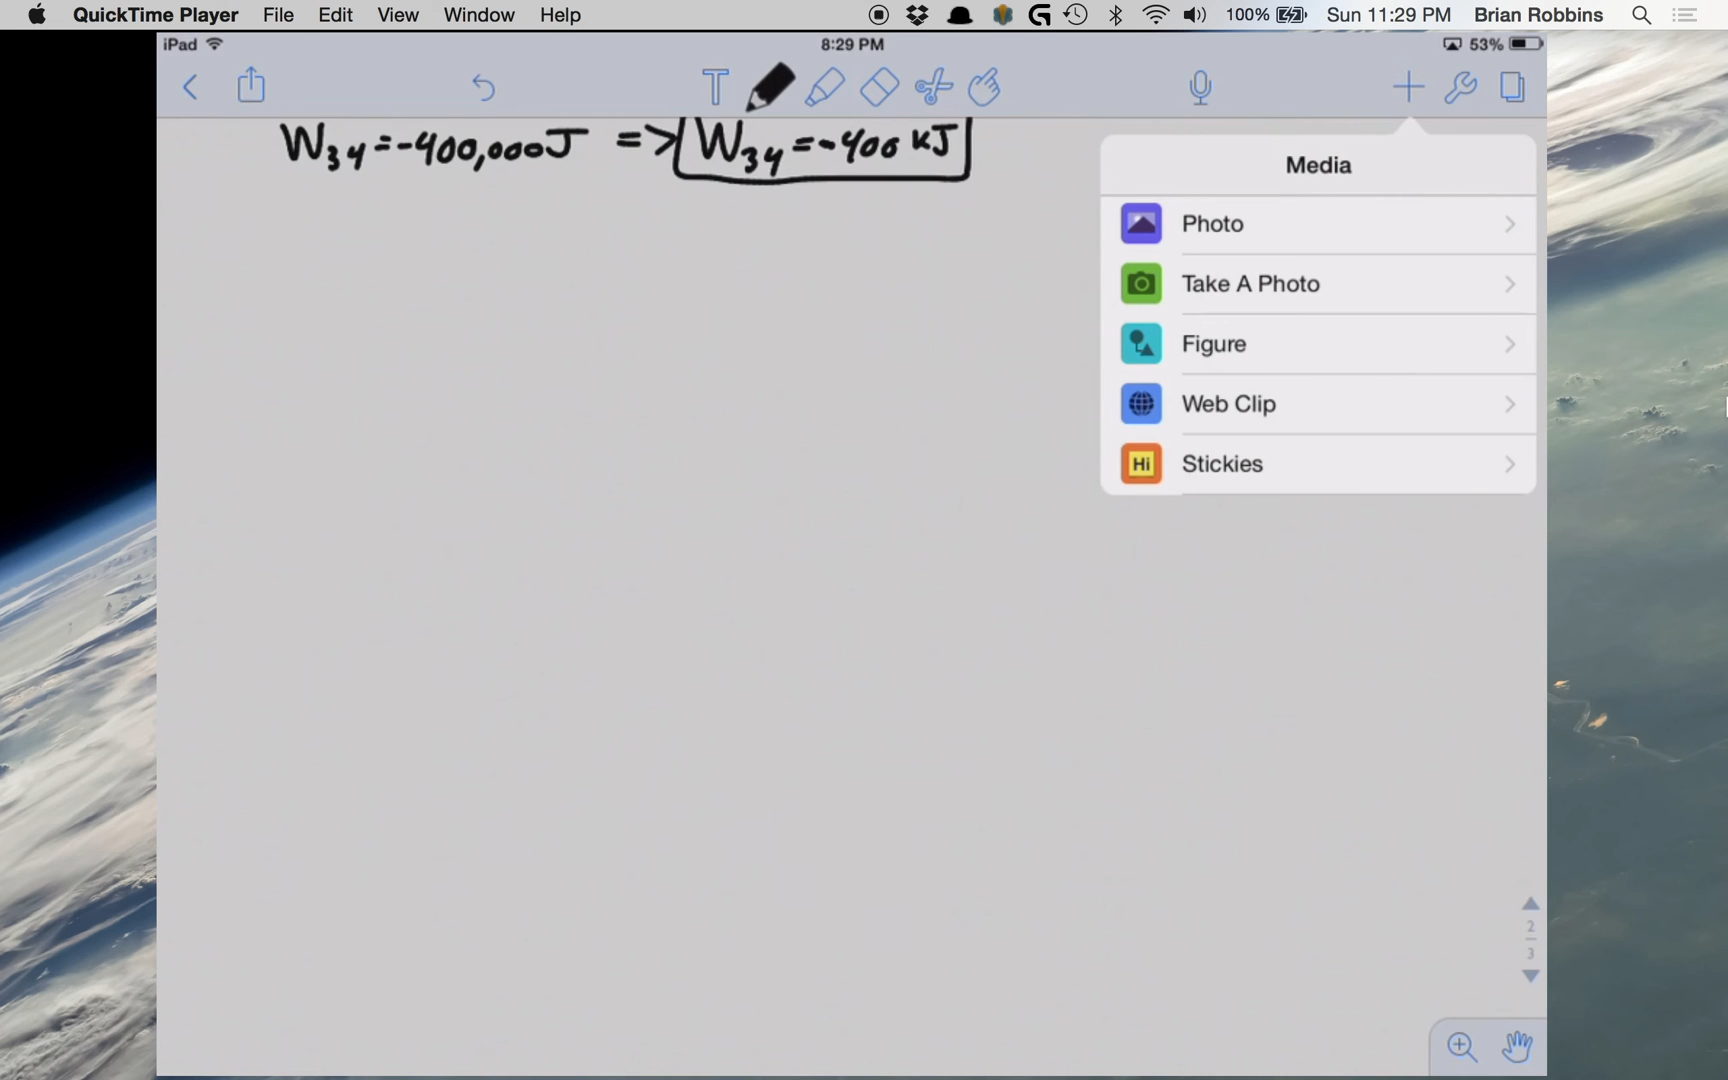 QuickTime Player File Edit View Window Help 100% Sun 11:29 PM Brian Robbins
iPad 8:29 PM 53%
T
W34=-400,000J => W34=-400 kJ
Media
Photo
Take A Photo
Figure
Web Clip
Hi Stickies
2
3